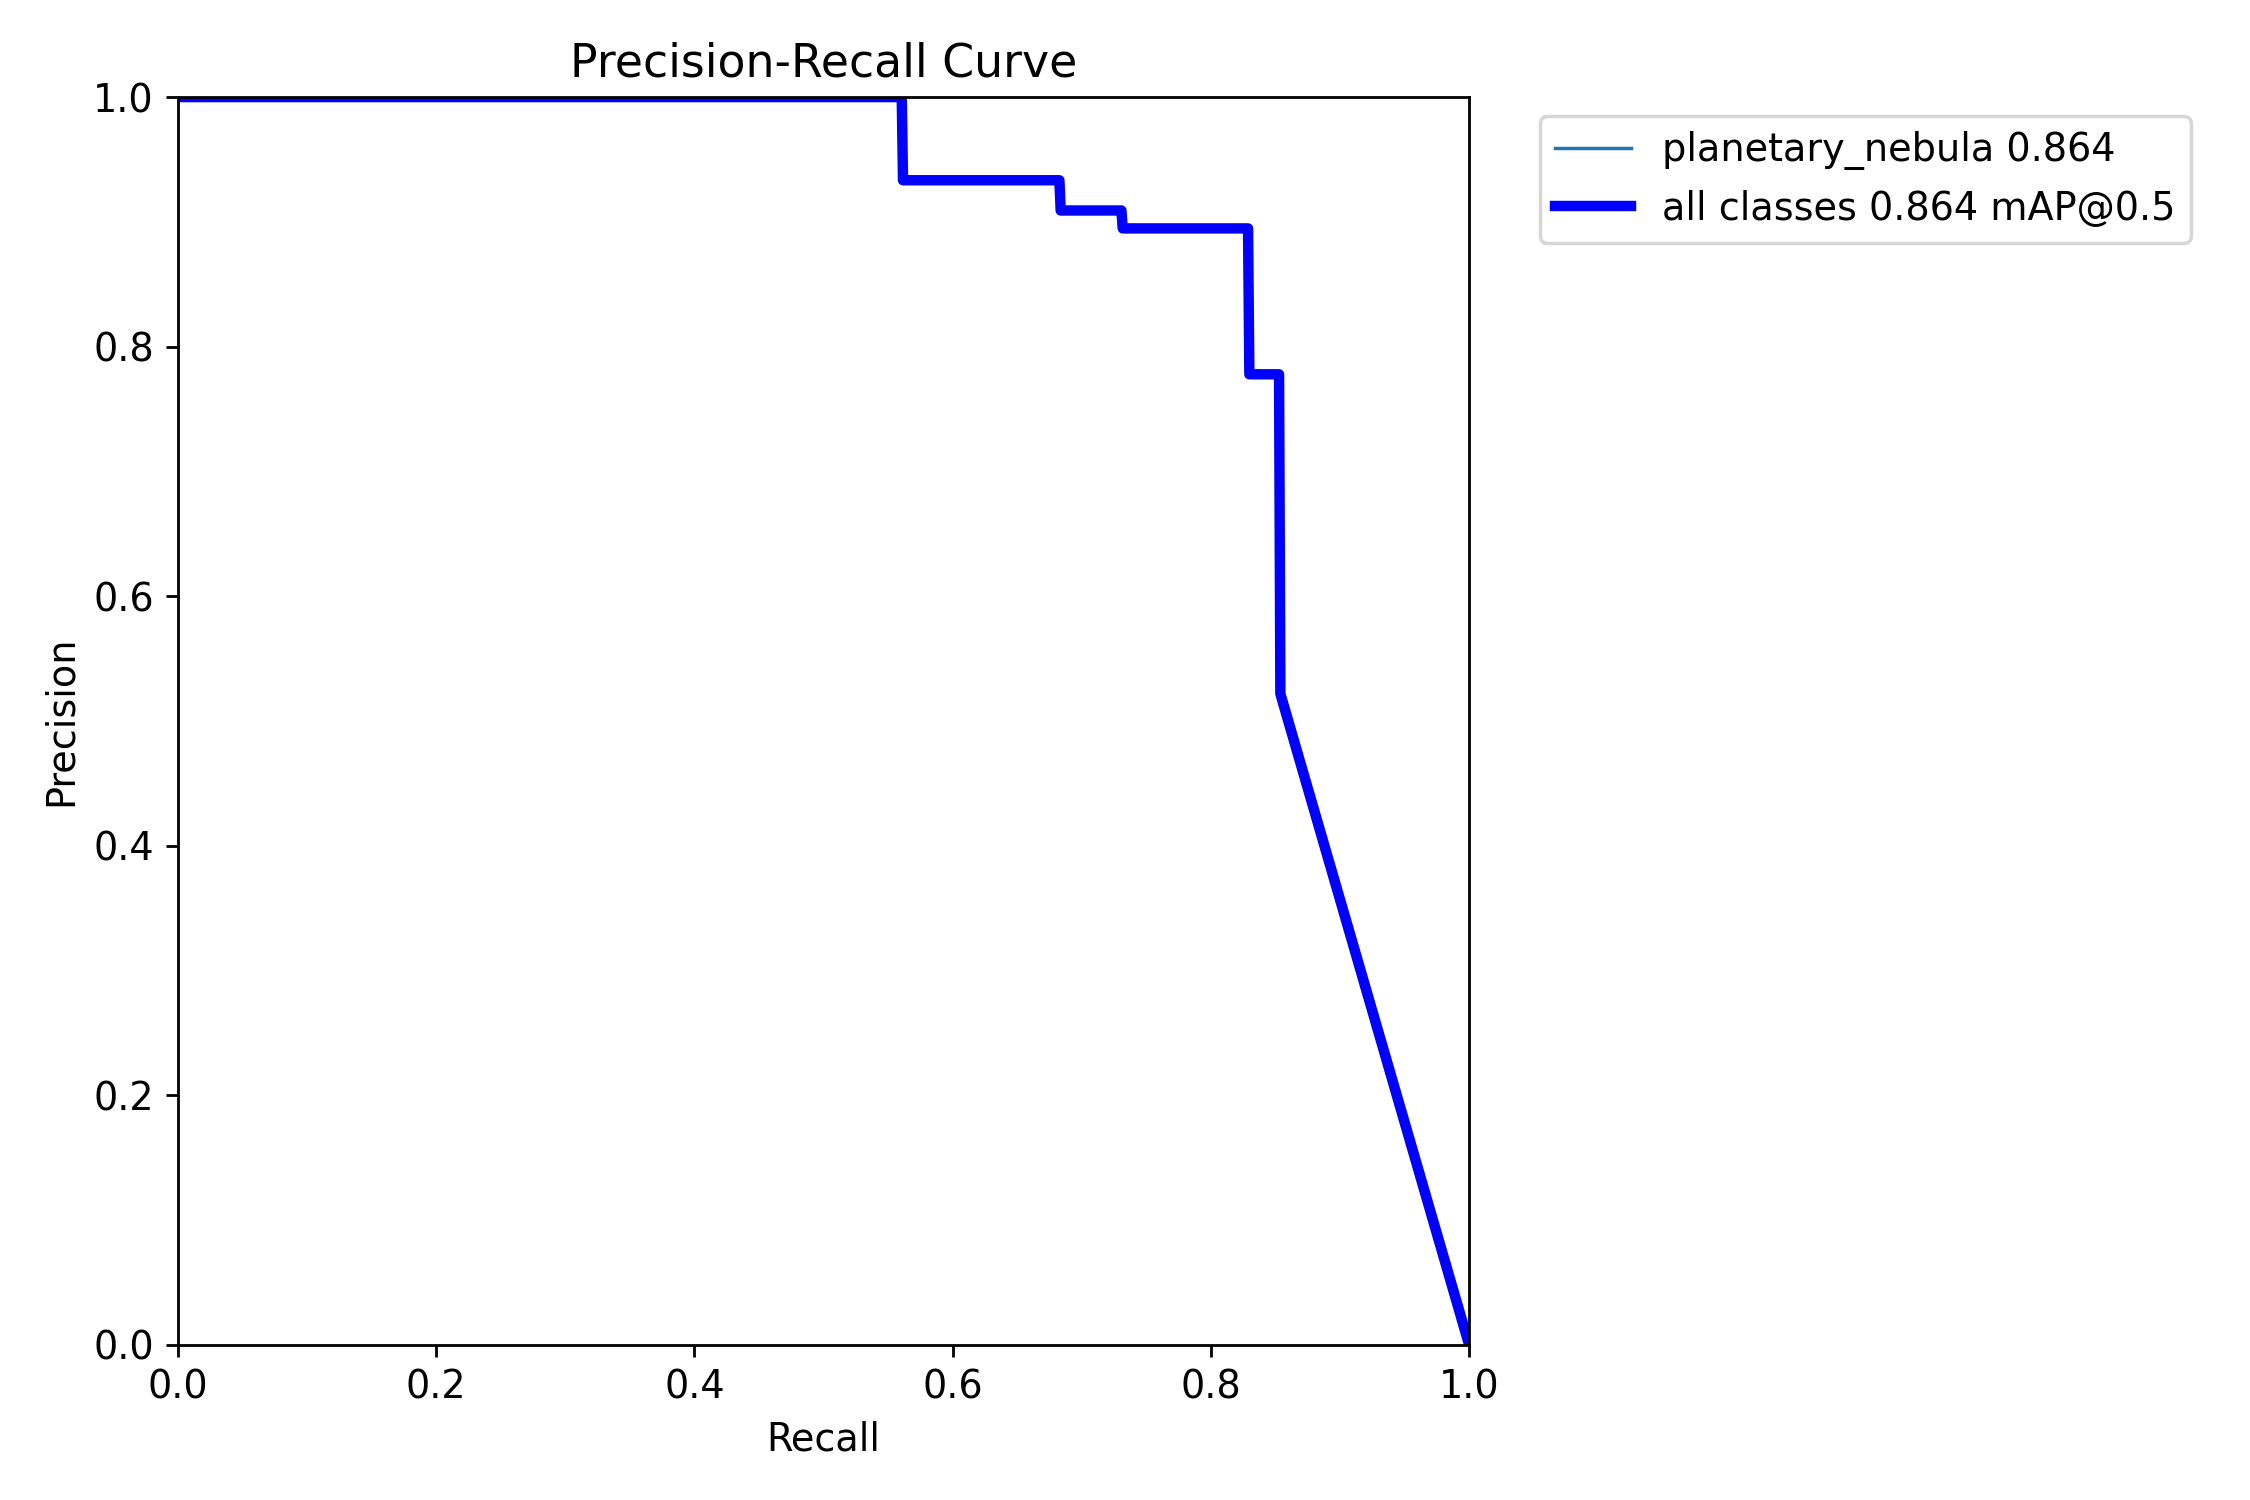 Precision-Recall Curve
planetary_nebula 0.864
all classes 0.864 mAP@0.5
1.0
0.8
0.6
0.4
0.2
0.0
Precision
0.0 0.2 0.4 0.6 0.8 1.0
Recall